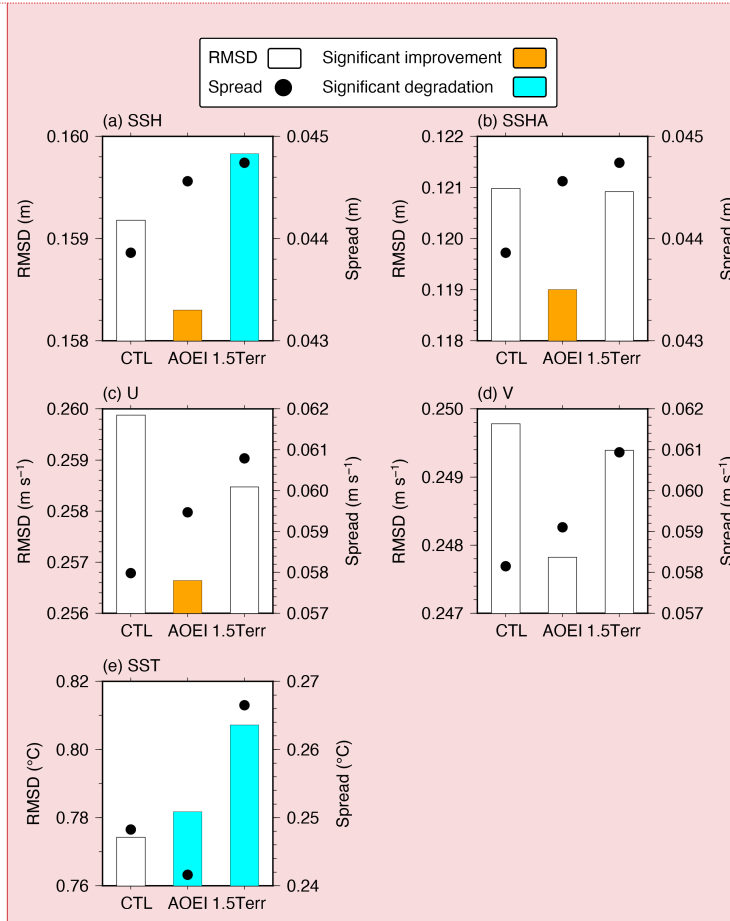 RMSD Significant improvement
Spread Significant degradation
(a) SSH
0.160
0.159
0.158
RMSD (m)
0.045
0.044
0.043
Spread (m)
CTL AOEI 1.5Terr
(b) SSHA
0.122
0.121
0.120
0.119
0.118
RMSD (m)
0.045
0.044
0.043
Spread (m)
CTL AOEI 1.5Terr
(c) U
0.260
0.259
0.258
0.257
0.256
RMSD (m s⁻¹)
0.062
0.061
0.060
0.059
0.058
0.057
Spread (m s⁻¹)
CTL AOEI 1.5Terr
(d) V
0.250
0.249
0.248
0.247
RMSD (m s⁻¹)
0.062
0.061
0.060
0.059
0.058
0.057
Spread (m s⁻¹)
CTL AOEI 1.5Terr
(e) SST
0.82
0.80
0.78
0.76
RMSD (°C)
0.27
0.26
0.25
0.24
Spread (°C)
CTL AOEI 1.5Terr